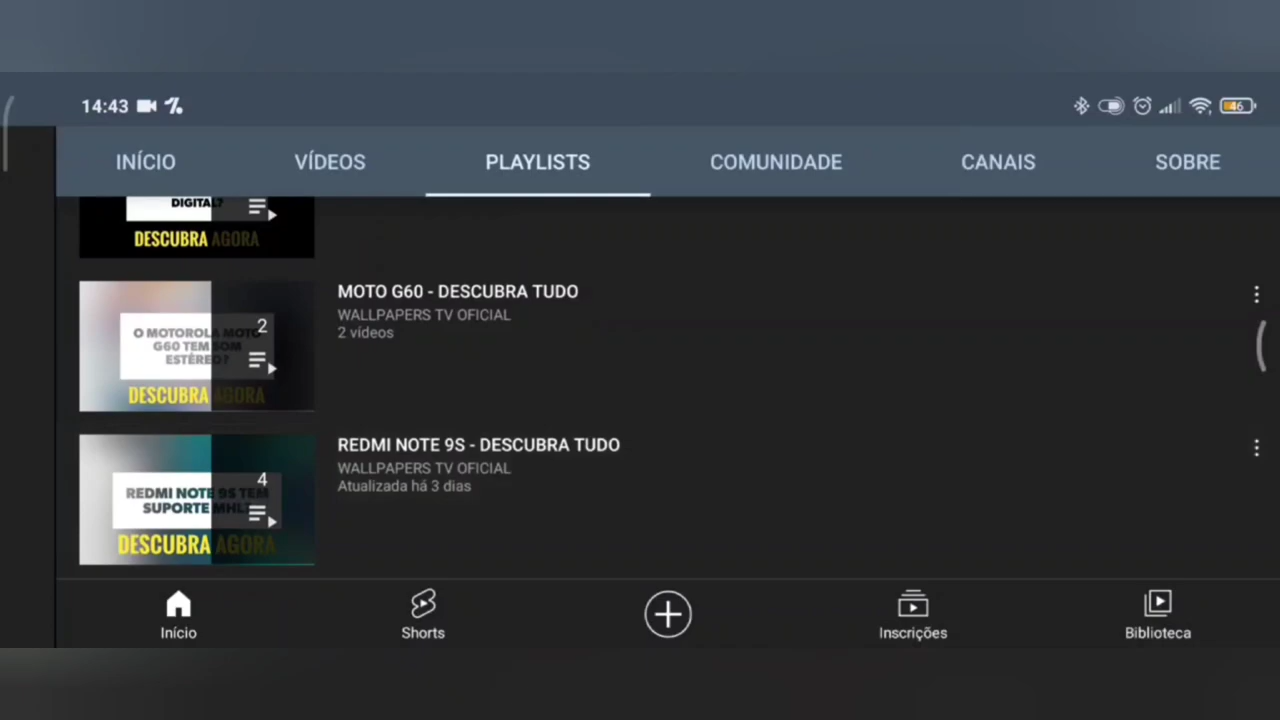 14:43
46
INÍCIO VÍDEOS PLAYLISTS COMUNIDADE CANAIS SOBRE
DIGITAL?
DESCUBRA AGORA
MOTO G60 - DESCUBRA TUDO
WALLPAPERS TV OFICIAL
2 vídeos
2
O MOTOROLA MOTO
G60 TEM SOM
ESTÉREO?
DESCUBRA AGORA
REDMI NOTE 9S - DESCUBRA TUDO
WALLPAPERS TV OFICIAL
Atualizada há 3 dias
4
REDMI NOTE 9S TEM
SUPORTE MHL?
DESCUBRA AGORA
Início Shorts Inscrições Biblioteca